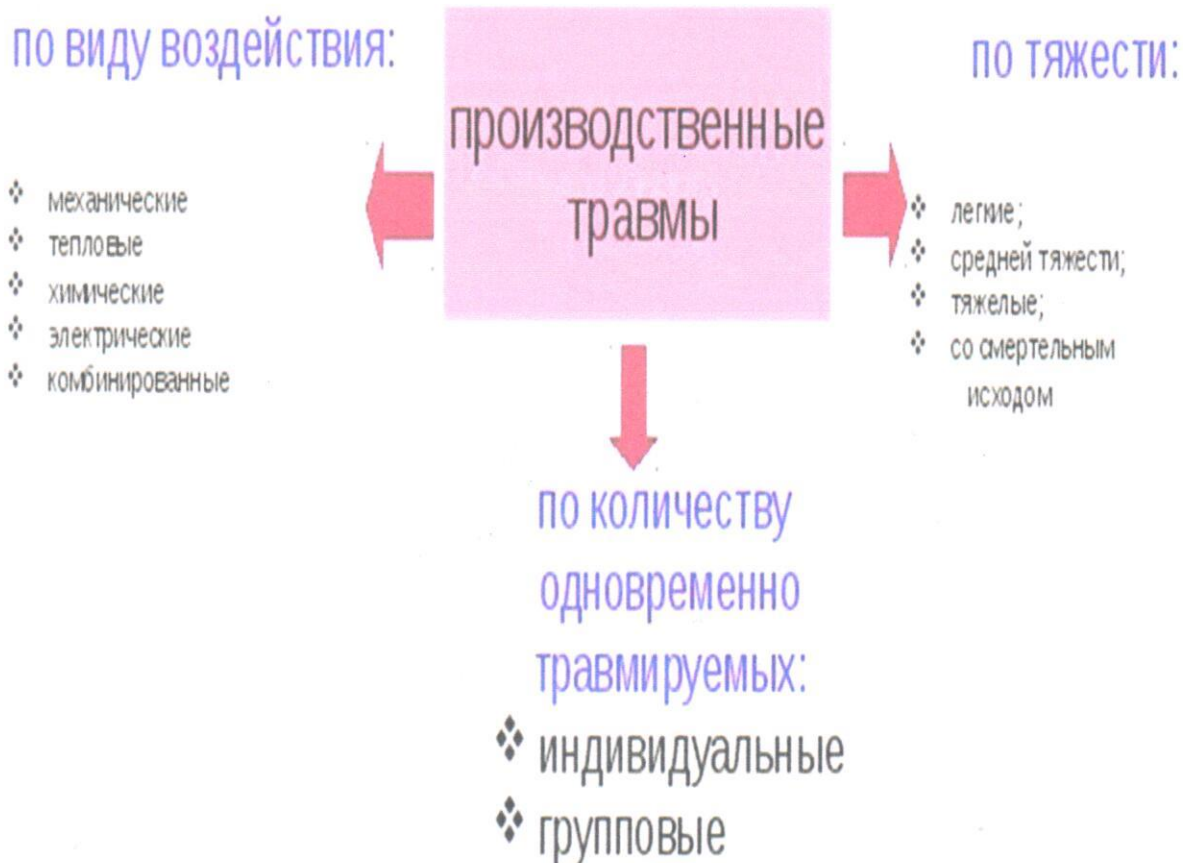 по виду воздействия:
❖ механические
❖ тепловые
❖ химические
❖ электрические
❖ комбинированные
производственные
травмы
по тяжести:
❖ легкие;
❖ средней тяжести;
❖ тяжелые;
❖ со смертельным
исходом
по количеству
одновременно
травмируемых:
❖ индивидуальные
❖ групповые